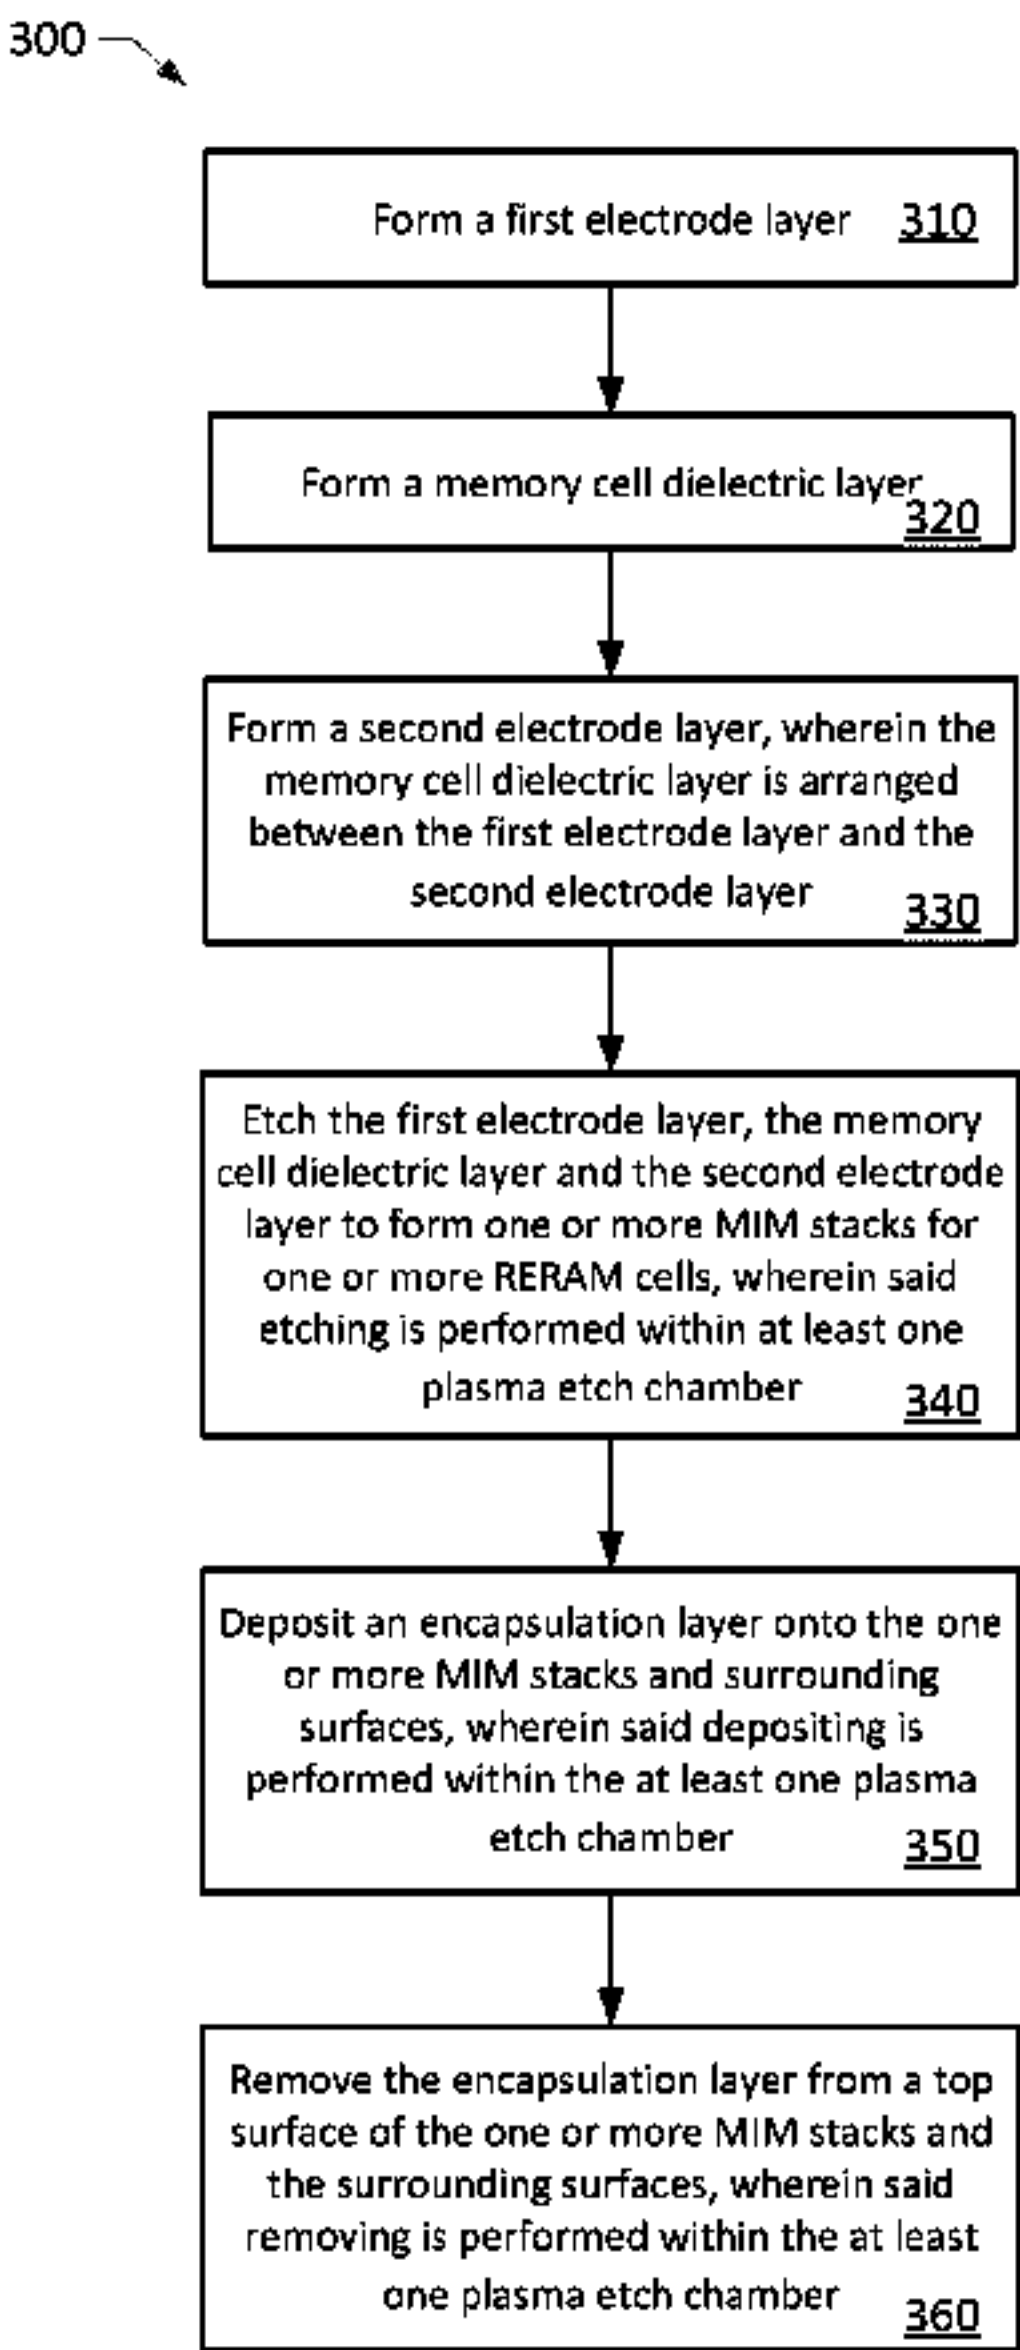 300
Form a first electrode layer 310
Form a memory cell dielectric layer
320
Form a second electrode layer, wherein the
memory cell dielectric layer is arranged
between the first electrode layer and the
second electrode layer
330
Etch the first electrode layer, the memory
cell dielectric layer and the second electrode
layer to form one or more MIM stacks for
one or more RERAM cells, wherein said
etching is performed within at least one
plasma etch chamber
340
Deposit an encapsulation layer onto the one
or more MIM stacks and surrounding
surfaces, wherein said depositing is
performed within the at least one plasma
etch chamber
350
Remove the encapsulation layer from a top
surface of the one or more MIM stacks and
the surrounding surfaces, wherein said
removing is performed within the at least
one plasma etch chamber
360